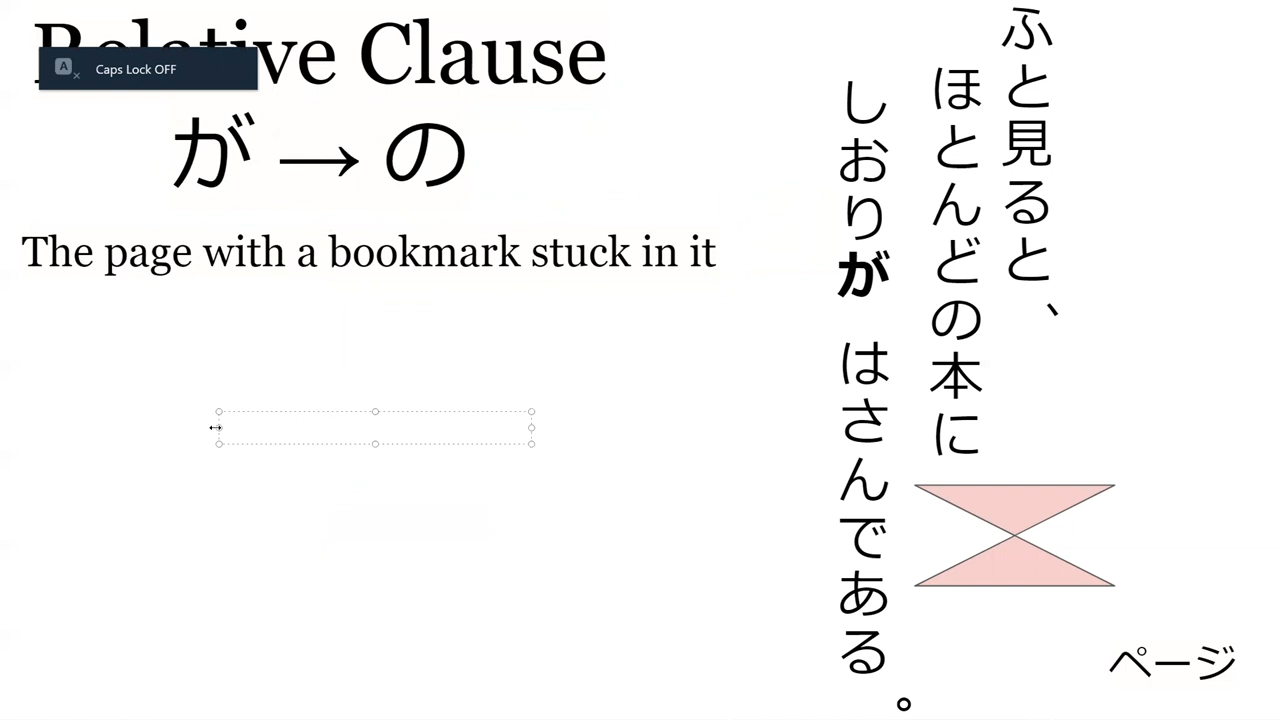 Relative Clause
Caps Lock OFF
が → の
The page with a bookmark stuck in it
ふと見ると、
ほとんどの本に
しおりが はさんである。
ページ